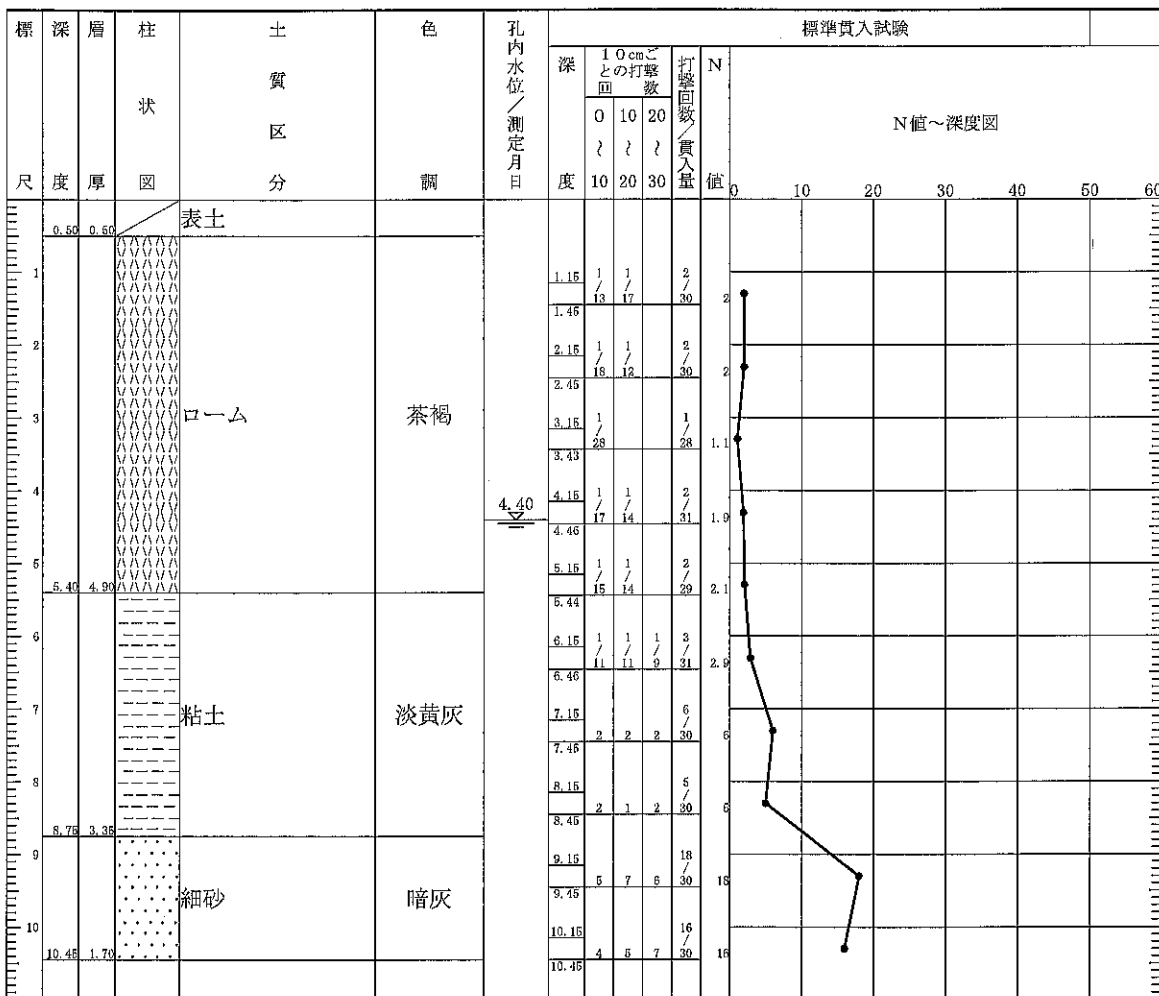 標尺 深度 層厚 柱状図 土質区分 色調 孔内水位/測定月日 標準貫入試験
深度 10cmごとの打撃回数 打撃回数/貫入量 N値 N値~深度図
0~10 10~20 20~30
0 10 20 30 40 50 60
表土
0.50 0.50
1
1.15 1/13 1/17 2/30 2
1.45
2
2.15 1/18 1/12 2/30 2
2.45
ローム 茶褐
3
3.15 1/28 1/28 1.1
3.43
4
4.15 1/17 1/14 2/31 1.9
4.40
4.46
5
5.15 1/15 1/14 2/29 2.1
5.40 4.90
5.44
6
6.15 1/11 1/11 1/9 3/31 2.9
6.46
粘土 淡黄灰
7
7.15 2 2 2 6/30 6
7.45
8
8.15 2 1 2 5/30 5
8.45
8.75 3.35
9
9.15 5 7 6 18/30 18
9.45
細砂 暗灰
10
10.15 4 5 7 16/30 16
10.45 1.70
10.45